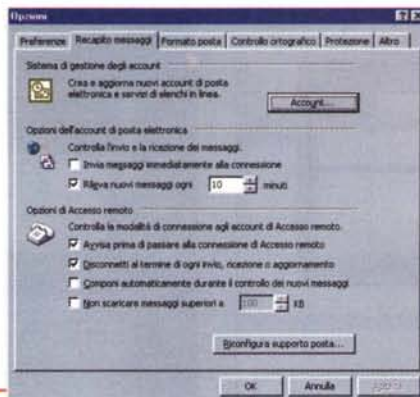 Opzioni
Preferenze
Recapito messaggi
Formato posta
Controllo ortografico
Protezione
Altro
Sistema di gestione degli account
Crea e aggiorna nuovi account di posta
elettronica e servizi di elenchi in linea.
Account...
Opzioni dell'account di posta elettronica
Controlla l'invio e la ricezione dei messaggi.
Invia messaggi immediatamente alla connessione
Rileva nuovi messaggi ogni 10 minuti
Opzioni di Accesso remoto
Controlla la modalità di connessione agli account di Accesso remoto.
Avvisa prima di passare alla connessione di Accesso remoto
Disconnetti al termine di ogni invio, ricezione o aggiornamento
Componi automaticamente durante il controllo dei nuovi messaggi
Non scaricare messaggi superiori a 100 KB
Riconfigura supporto posta...
OK
Annulla
Applica